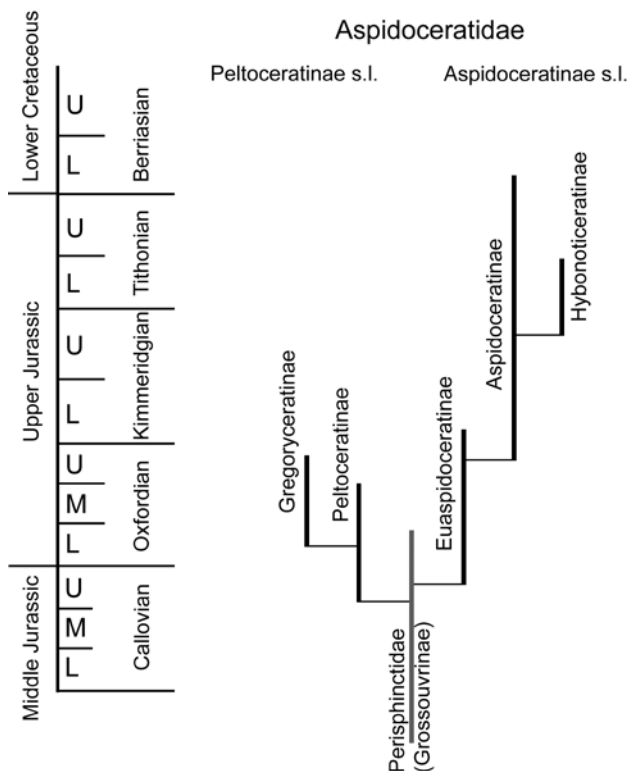 Aspidoceratidae
Peltoceratinae s.l.
Aspidoceratinae s.l.
Lower Cretaceous
U
L
Berriasian
Upper Jurassic
U
L
Tithonian
U
L
Kimmeridgian
U
M
L
Oxfordian
Middle Jurassic
U
M
L
Callovian
Gregoryceratinae
Peltoceratinae
Perisphinctidae
(Grossouvrinae)
Euaspidoceratinae
Aspidoceratinae
Hybonoticeratinae